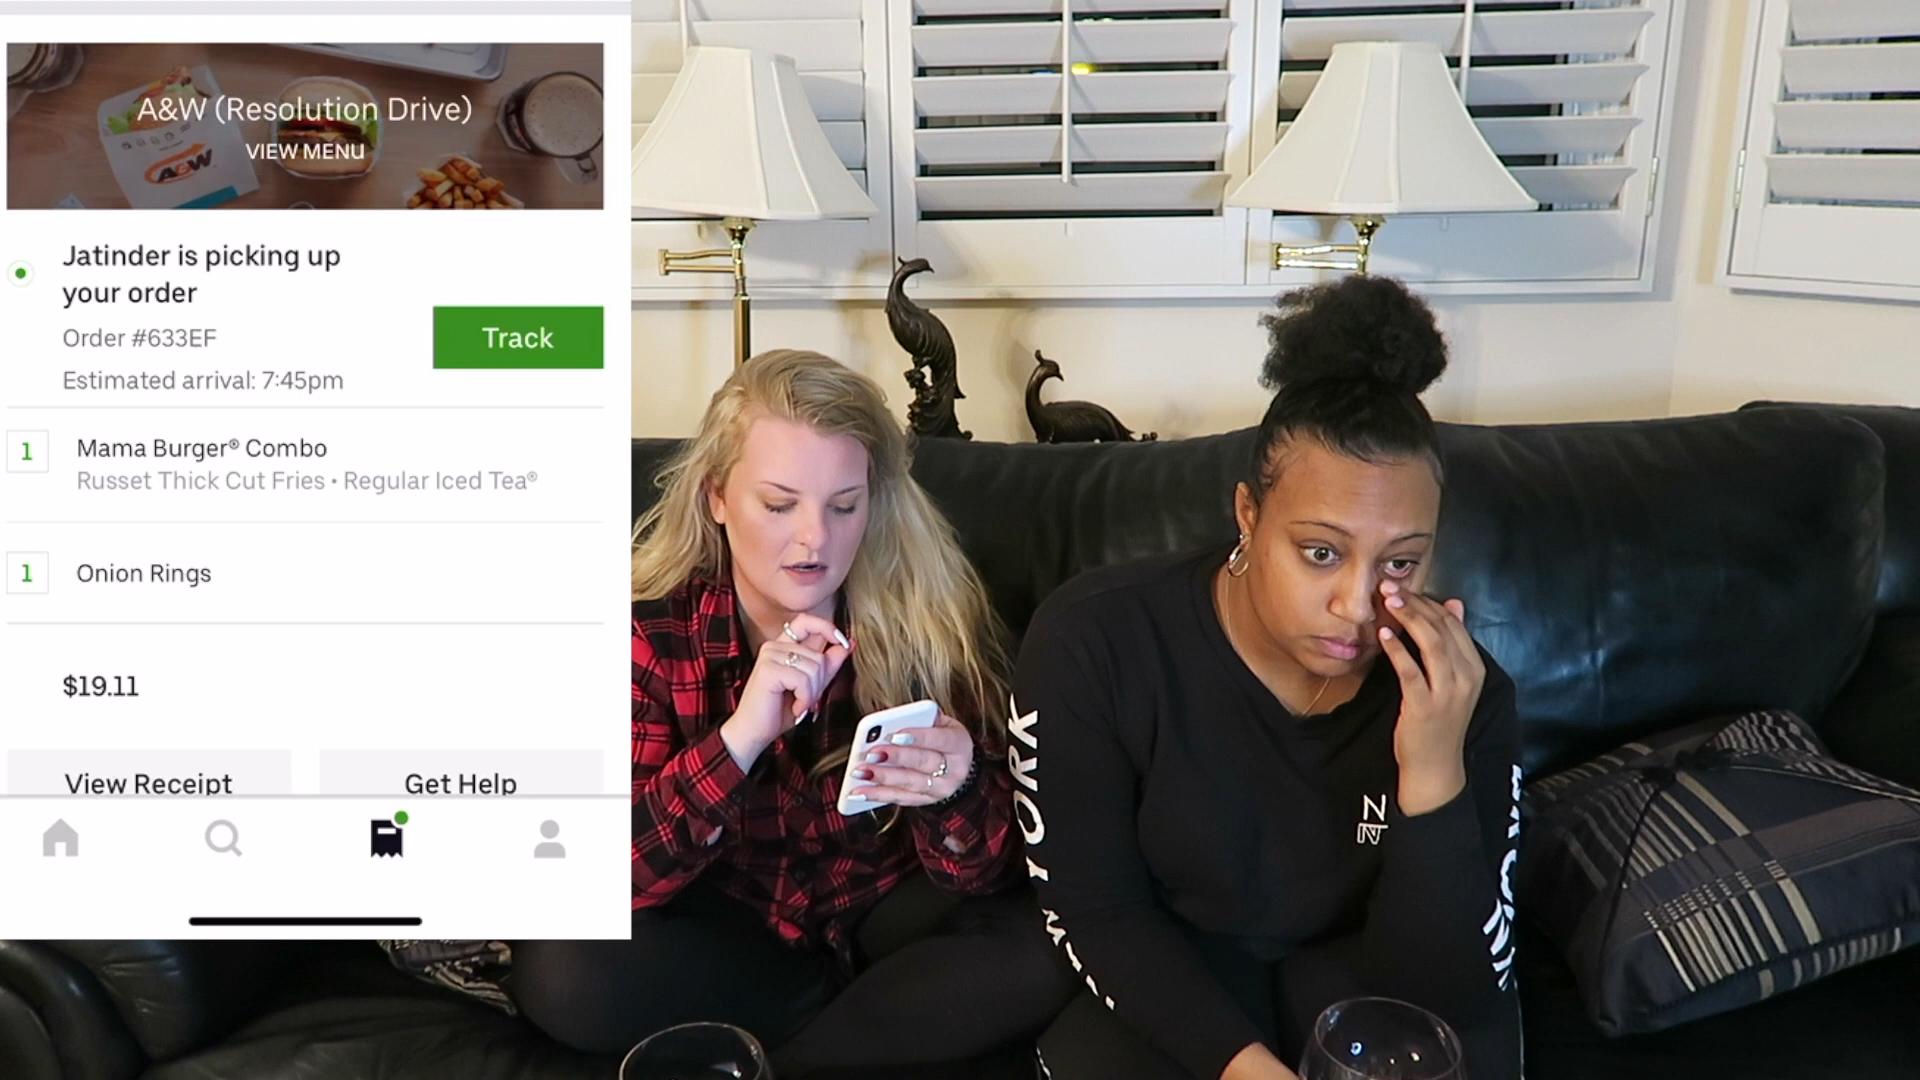 A&W (Resolution Drive)
VIEW MENU
A&W
Jatinder is picking up
your order
Order #633EF
Estimated arrival: 7:45pm
Track
1
Mama Burger® Combo
Russet Thick Cut Fries • Regular Iced Tea®
1
Onion Rings
$19.11
View Receipt
Get Help
YORK
N